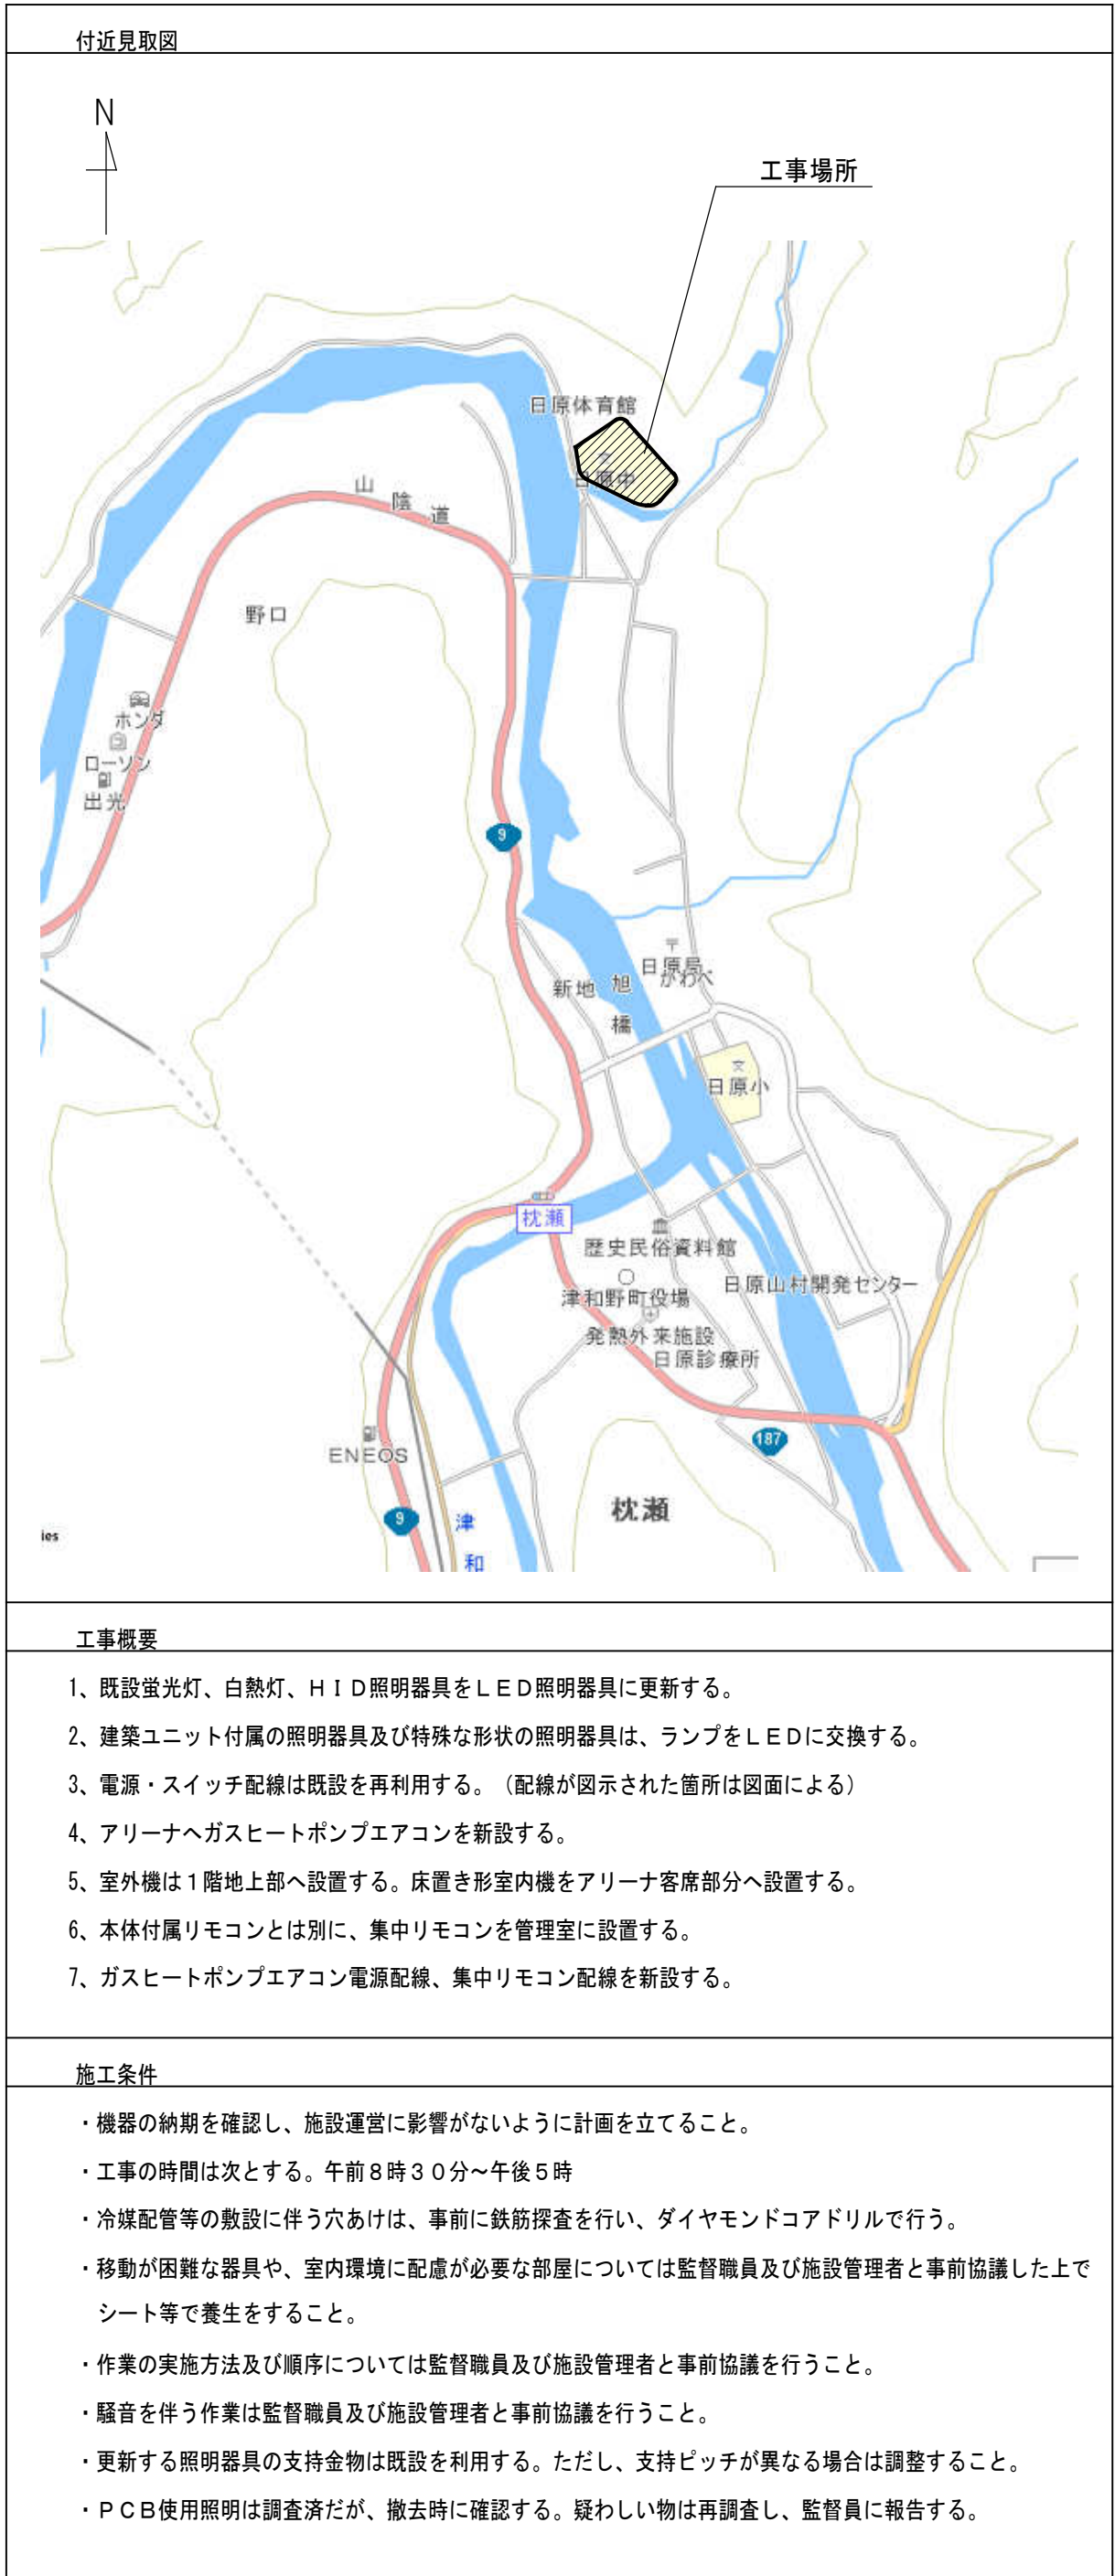 付近見取図
N
工事場所
日原体育館
日原中
山陰道
野口
ホンダ
ローソン
出光
9
〒
日原局
かわべ
新地
旭橋
文
日原小
枕瀬
歴史民俗資料館
津和野町役場
日原山村開発センター
発熱外来施設
日原診療所
187
ENEOS
枕瀬
9
津和
ies
工事概要
1、既設蛍光灯、白熱灯、ＨＩＤ照明器具をＬＥＤ照明器具に更新する。
2、建築ユニット付属の照明器具及び特殊な形状の照明器具は、ランプをＬＥＤに交換する。
3、電源・スイッチ配線は既設を再利用する。（配線が図示された箇所は図面による）
4、アリーナへガスヒートポンプエアコンを新設する。
5、室外機は１階地上部へ設置する。床置き形室内機をアリーナ客席部分へ設置する。
6、本体付属リモコンとは別に、集中リモコンを管理室に設置する。
7、ガスヒートポンプエアコン電源配線、集中リモコン配線を新設する。
施工条件
・機器の納期を確認し、施設運営に影響がないように計画を立てること。
・工事の時間は次とする。午前８時３０分～午後５時
・冷媒配管等の敷設に伴う穴あけは、事前に鉄筋探査を行い、ダイヤモンドコアドリルで行う。
・移動が困難な器具や、室内環境に配慮が必要な部屋については監督職員及び施設管理者と事前協議した上で
シート等で養生をすること。
・作業の実施方法及び順序については監督職員及び施設管理者と事前協議を行うこと。
・騒音を伴う作業は監督職員及び施設管理者と事前協議を行うこと。
・更新する照明器具の支持金物は既設を利用する。ただし、支持ピッチが異なる場合は調整すること。
・ＰＣＢ使用照明は調査済だが、撤去時に確認する。疑わしい物は再調査し、監督員に報告する。